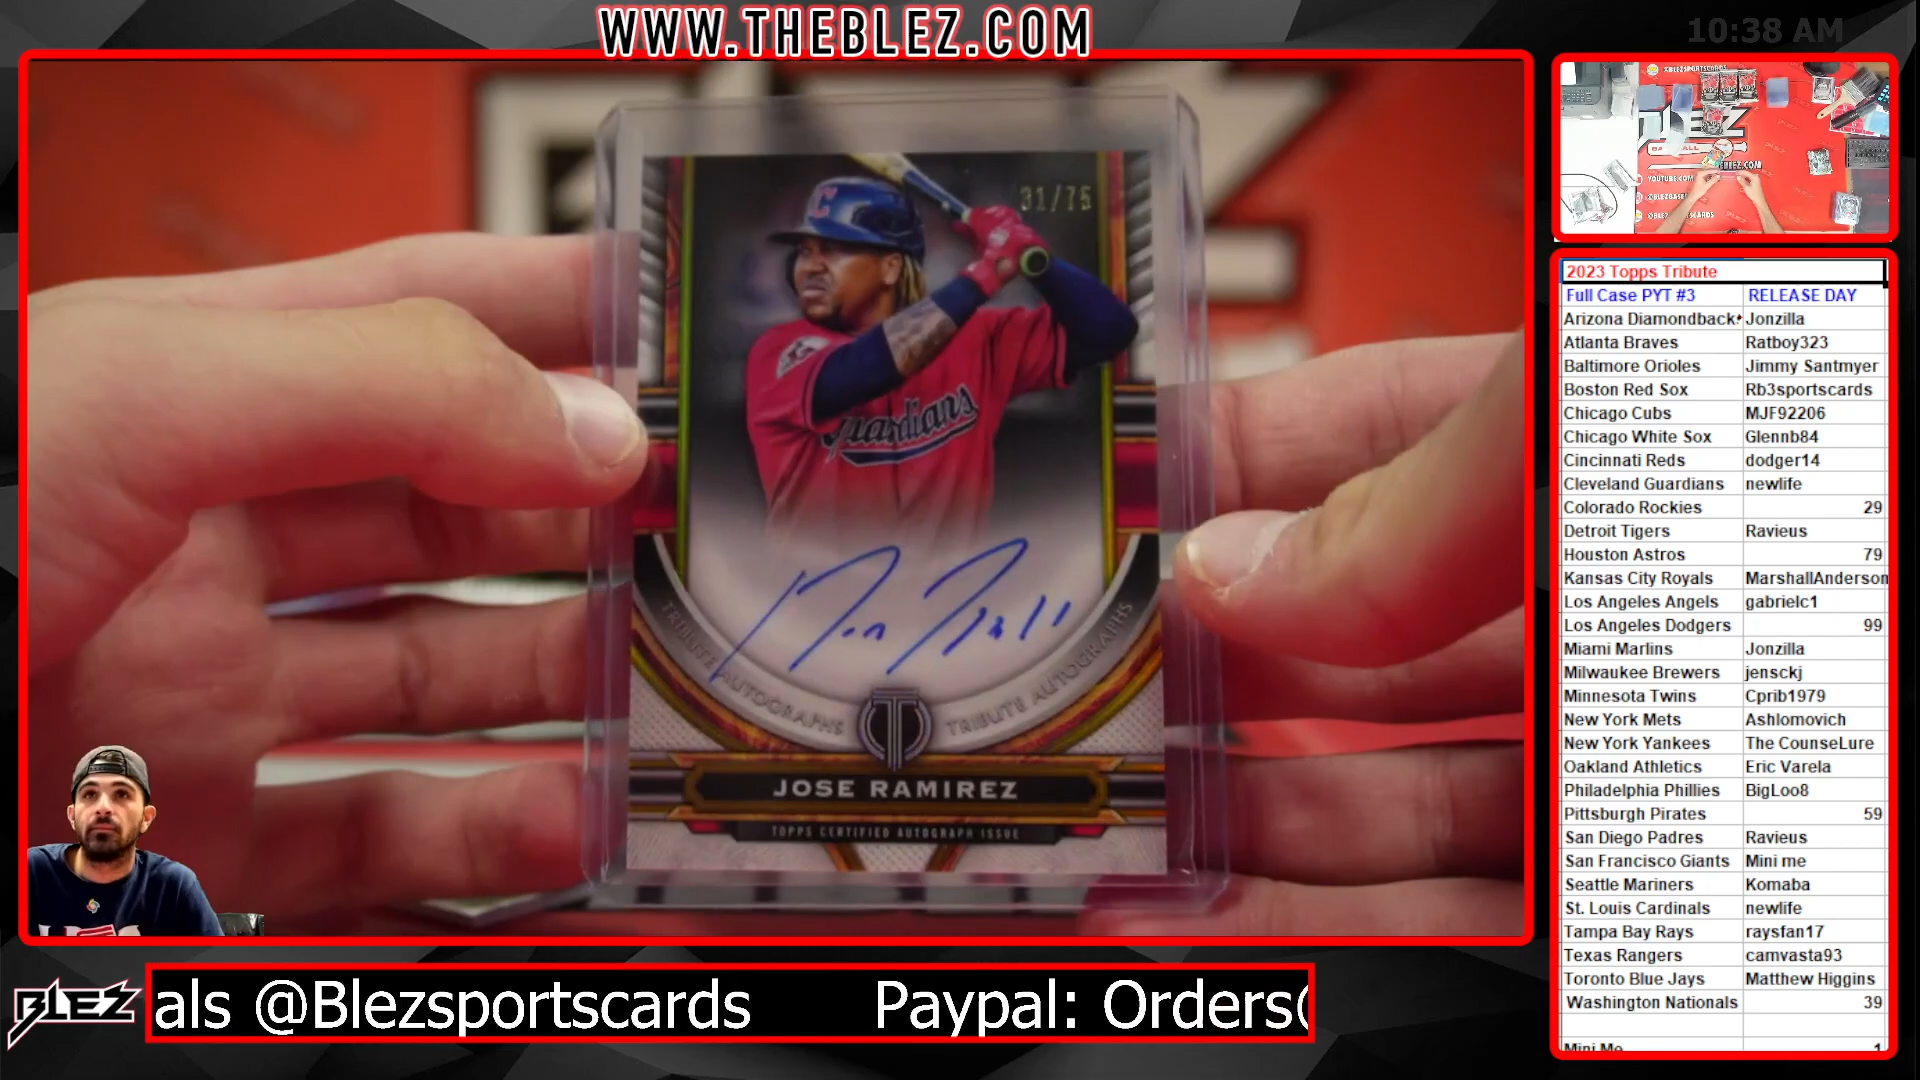 WWW.THEBLEZ.COM
10:38 AM
31/75
Guardians
TRIBUTE AUTOGRAPHS
TRIBUTE AUTOGRAPHS
JOSE RAMIREZ
TOPPS CERTIFIED AUTOGRAPH ISSUE
YOUTUBE.COM
2023 Topps Tribute
Full Case PYT #3 RELEASE DAY
Arizona Diamondback Jonzilla
Atlanta Braves Ratboy323
Baltimore Orioles Jimmy Santmyer
Boston Red Sox Rb3sportscards
Chicago Cubs MJF92206
Chicago White Sox Glennb84
Cincinnati Reds dodger14
Cleveland Guardians newlife
Colorado Rockies 29
Detroit Tigers Ravieus
Houston Astros 79
Kansas City Royals MarshallAnderson
Los Angeles Angels gabrielc1
Los Angeles Dodgers 99
Miami Marlins Jonzilla
Milwaukee Brewers jensckj
Minnesota Twins Cprib1979
New York Mets Ashlomovich
New York Yankees The CounseLure
Oakland Athletics Eric Varela
Philadelphia Phillies BigLoo8
Pittsburgh Pirates 59
San Diego Padres Ravieus
San Francisco Giants Mini me
Seattle Mariners Komaba
St. Louis Cardinals newlife
Tampa Bay Rays raysfan17
Texas Rangers camvasta93
Toronto Blue Jays Matthew Higgins
Washington Nationals 39
Mini Me 1
BLEZ
als @Blezsportscards Paypal: Orders@